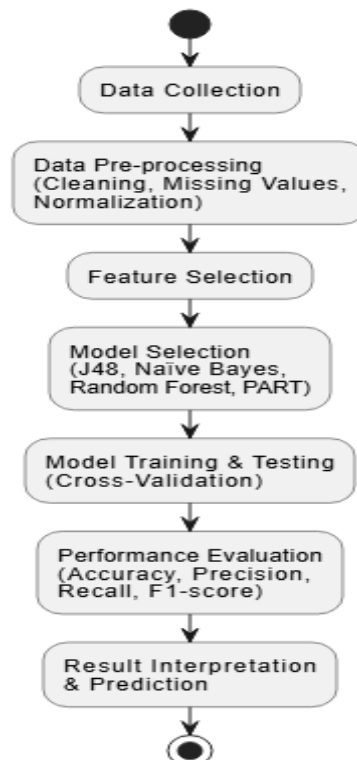 Data Collection
Data Pre-processing
(Cleaning, Missing Values,
Normalization)
Feature Selection
Model Selection
(J48, Naïve Bayes,
Random Forest, PART)
Model Training & Testing
(Cross-Validation)
Performance Evaluation
(Accuracy, Precision,
Recall, F1-score)
Result Interpretation
& Prediction